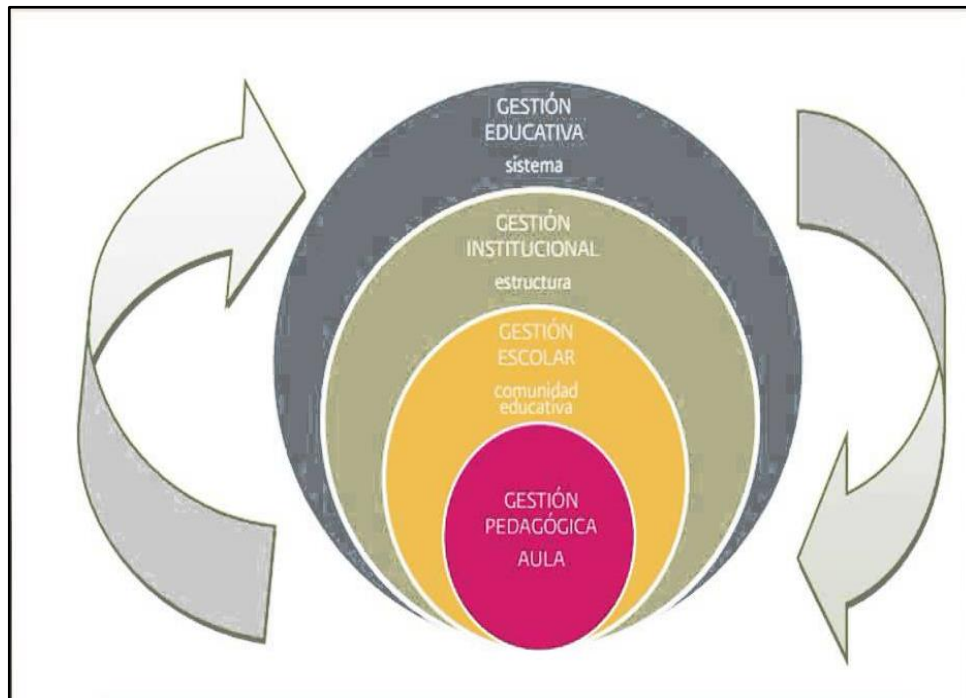 GESTIÓN
EDUCATIVA
sistema
GESTIÓN
INSTITUCIONAL
estructura
GESTIÓN
ESCOLAR
comunidad
educativa
GESTIÓN
PEDAGÓGICA
AULA